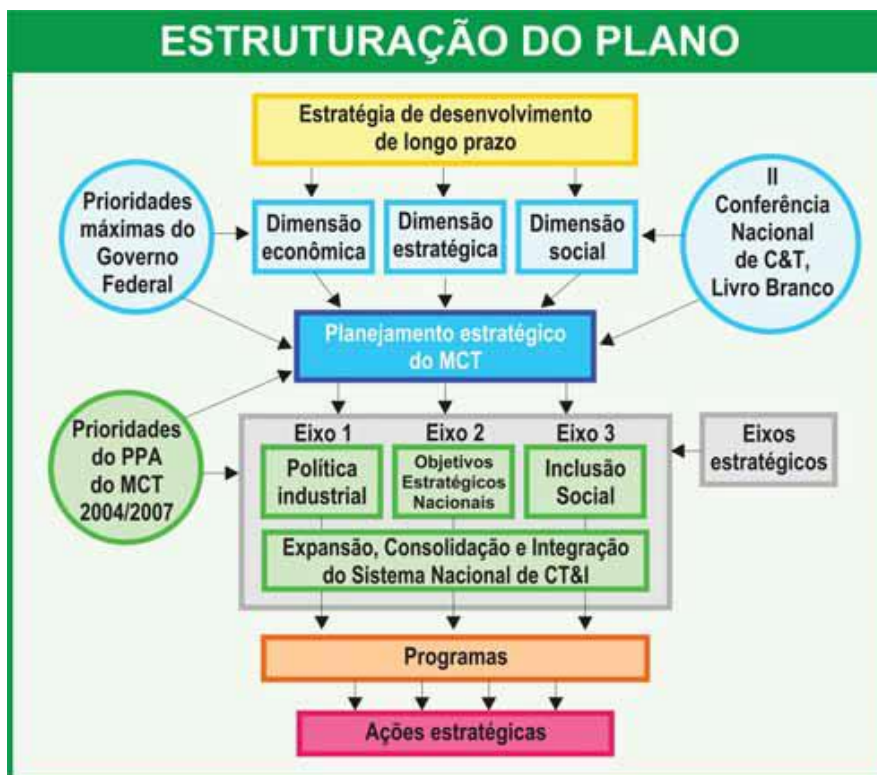 ESTRUTURAÇÃO DO PLANO
Estratégia de desenvolvimento
de longo prazo
Prioridades
máximas do
Governo
Federal
Dimensão
econômica
Dimensão
estratégica
Dimensão
social
II
Conferência
Nacional
de C&T,
Livro Branco
Planejamento estratégico
do MCT
Prioridades
do PPA
do MCT
2004/2007
Eixo 1
Eixo 2
Eixo 3
Política
industrial
Objetivos
Estratégicos
Nacionais
Inclusão
Social
Eixos
estratégicos
Expansão, Consolidação e Integração
do Sistema Nacional de CT&I
Programas
Ações estratégicas